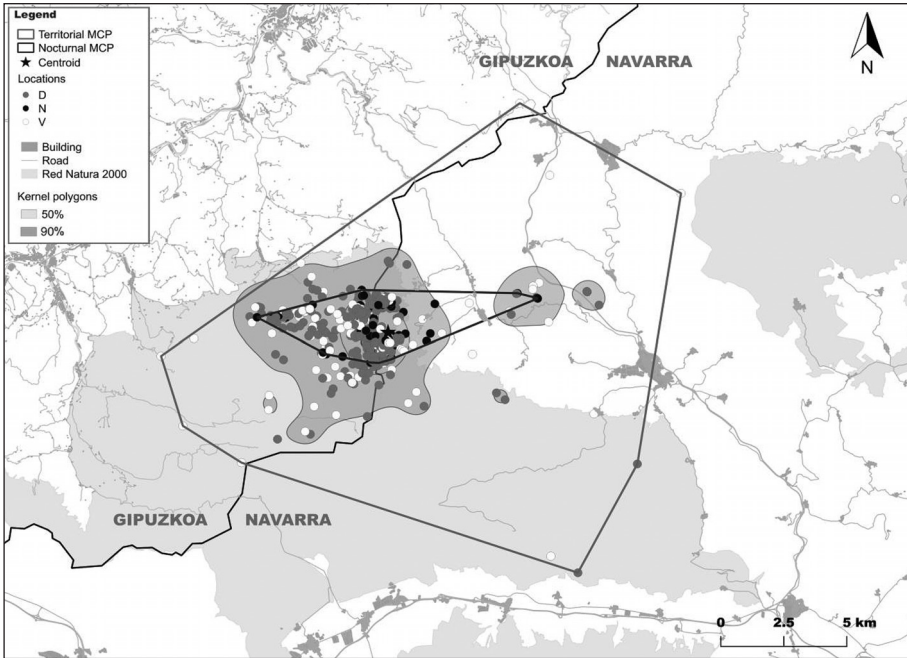 Legend
Territorial MCP
Nocturnal MCP
Centroid
Locations
D
N
V
Building
Road
Red Natura 2000
Kernel polygons
50%
90%
GIPUZKOA NAVARRA
N
GIPUZKOA NAVARRA
0 2.5 5 km